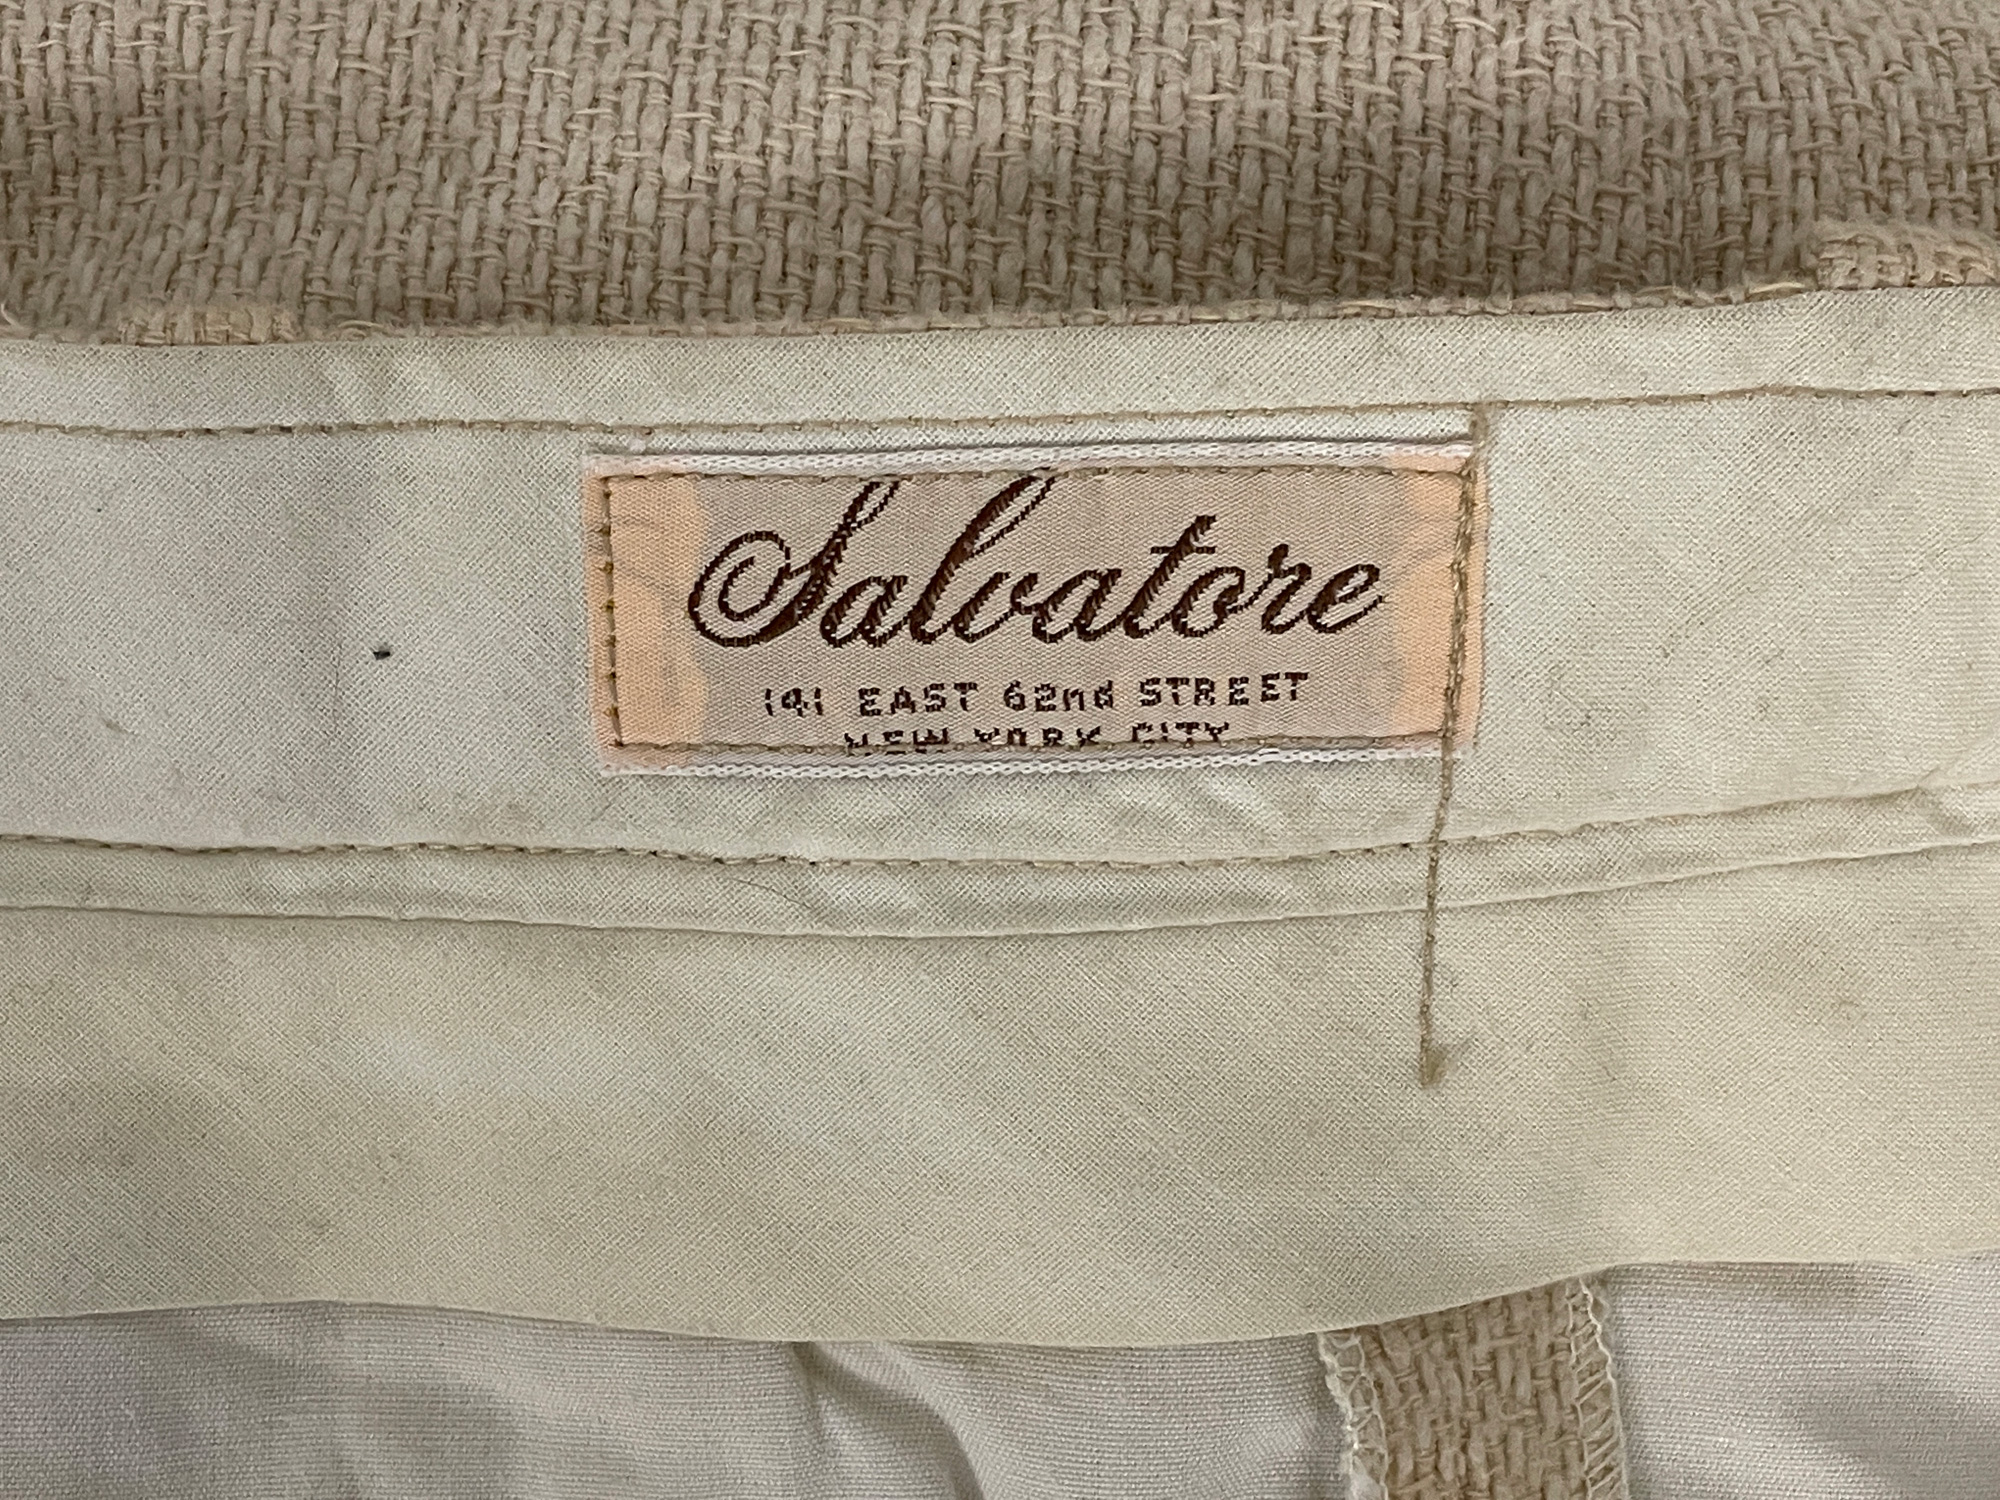 Salvatore
141 EAST 62nd STREET
NEW YORK CITY